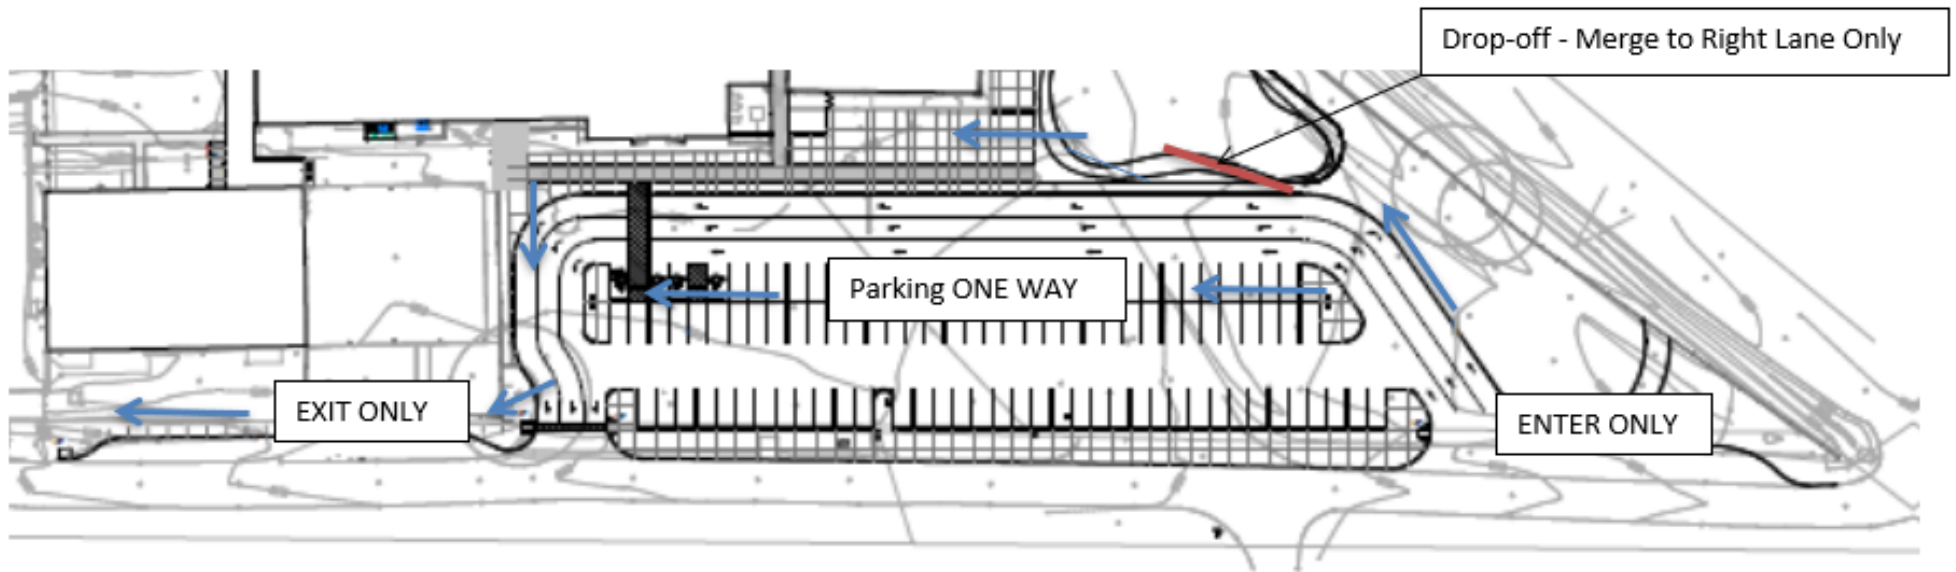 Drop-off - Merge to Right Lane Only
Parking ONE WAY
EXIT ONLY
ENTER ONLY